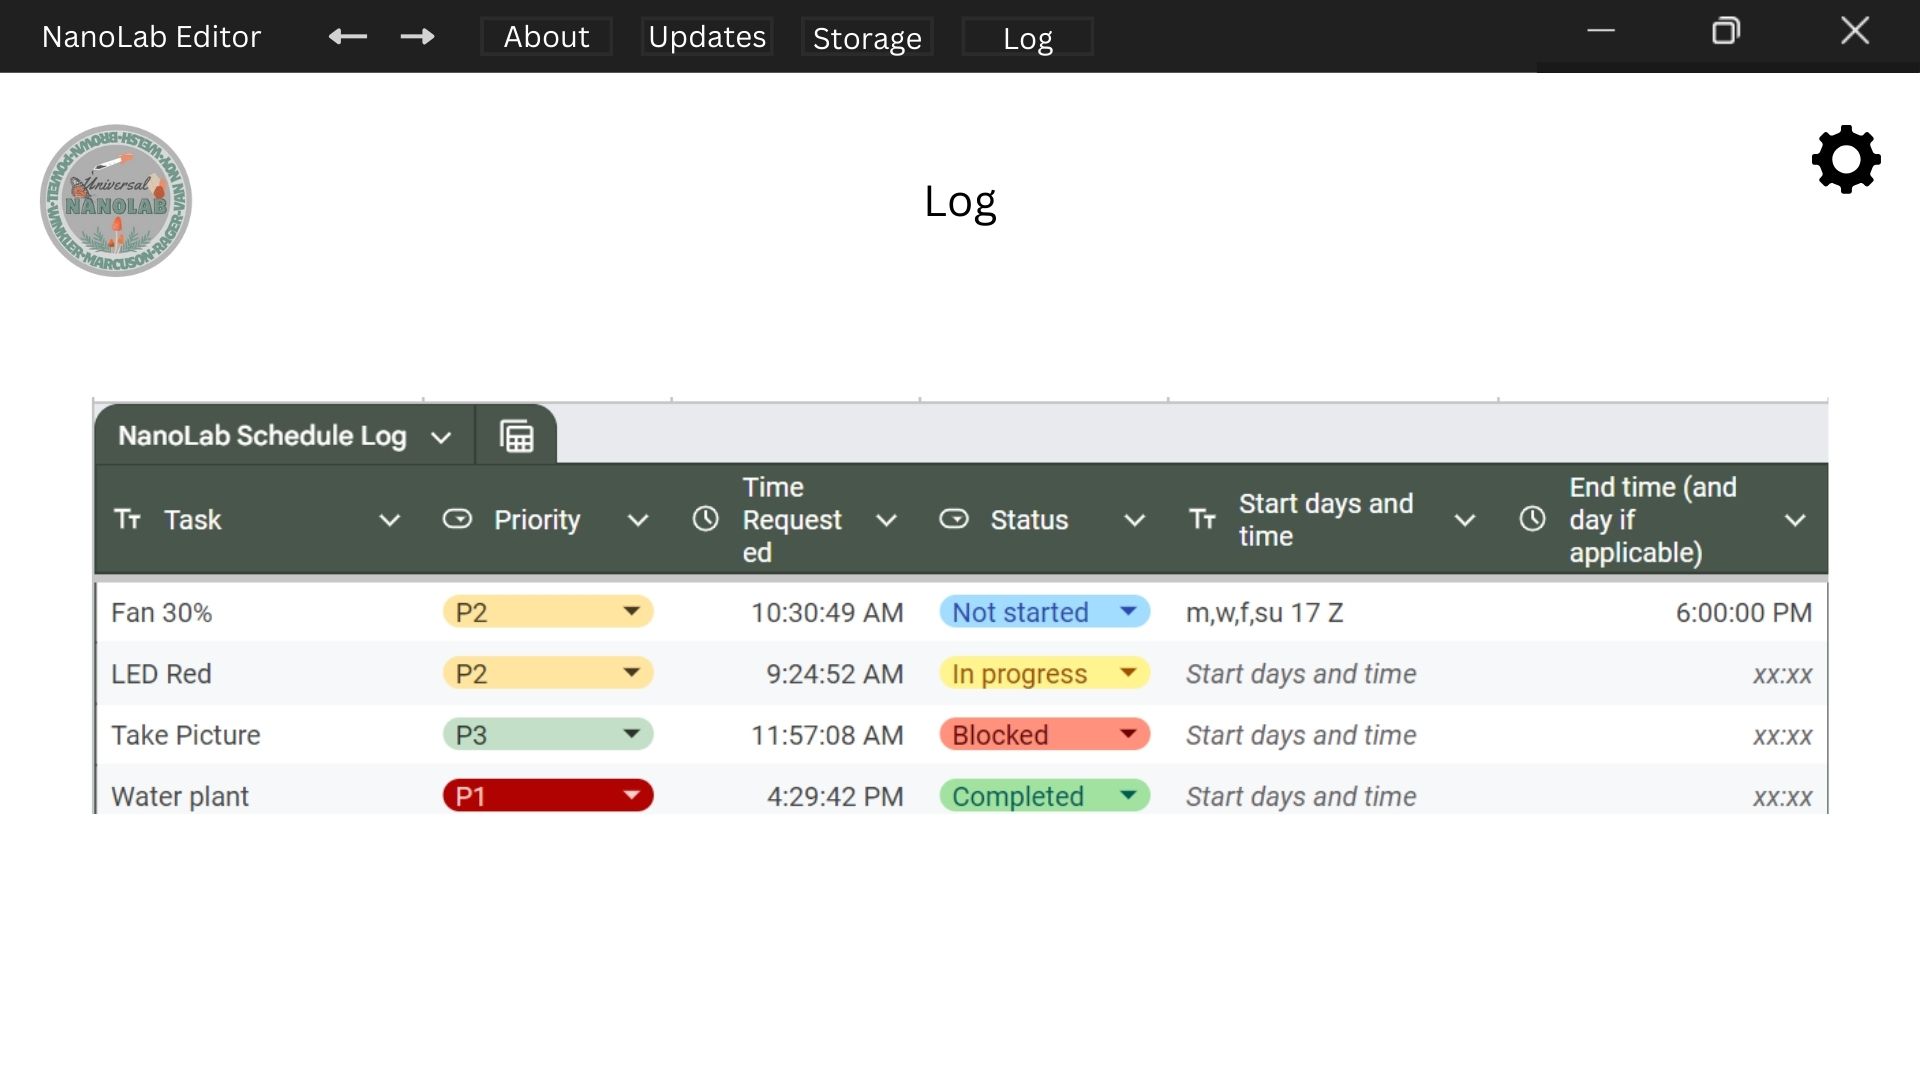 NanoLab Editor
About
Updates
Storage
Log
WELSH-BROWN-POWELL-WINKLER-MARCUSON-RAGER-VAN NOY
Universal
NANOLAB
Log
NanoLab Schedule Log
Task
Priority
Time
Request
ed
Status
Start days and
time
End time (and
day if
applicable)
Fan 30% P2 10:30:49 AM Not started m,w,f,su 17 Z 6:00:00 PM
LED Red P2 9:24:52 AM In progress Start days and time xx:xx
Take Picture P3 11:57:08 AM Blocked Start days and time xx:xx
Water plant P1 4:29:42 PM Completed Start days and time xx:xx